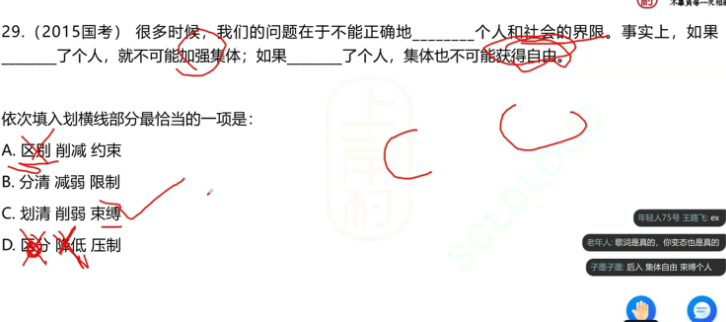 不辜负每一天相
29.（2015国考） 很多时候，我们的问题在于不能正确地________个人和社会的界限。事实上，如果
________了个人，就不可能加强集体；如果________了个人，集体也不可能获得自由。
依次填入划横线部分最恰当的一项是：
A. 区别 削减 约束
B. 分清 减弱 限制
C. 划清 削弱 束缚
D. 区分 降低 压制
上岸村
SCLDLONG
年轻人75号 王路飞: ex
老年人: 歌词是真的，你变态也是真的
子墨子墨: 后入 集体自由 束缚个人